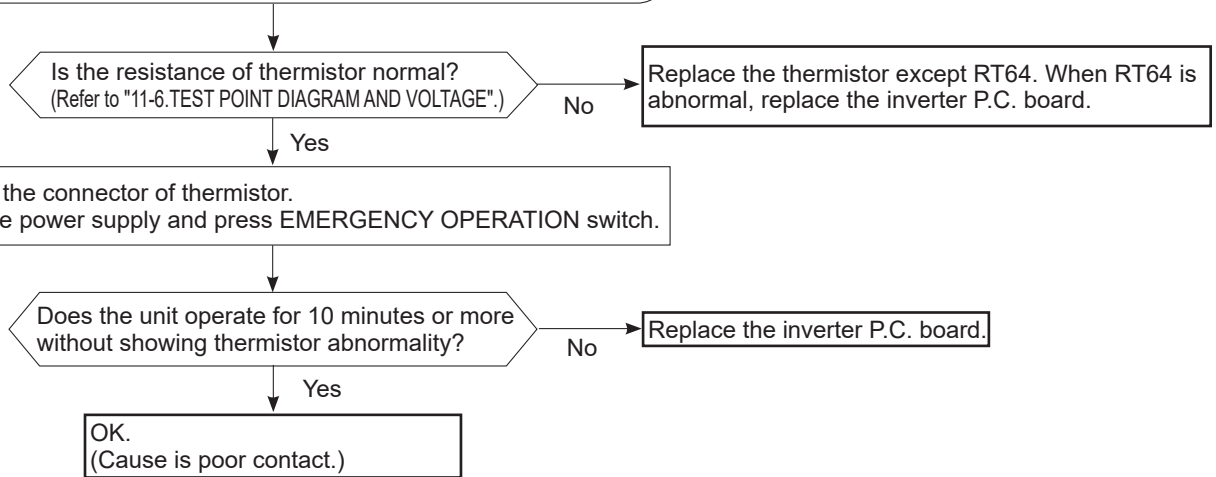 Is the resistance of thermistor normal?
(Refer to "11-6.TEST POINT DIAGRAM AND VOLTAGE".)
No
Replace the thermistor except RT64. When RT64 is
abnormal, replace the inverter P.C. board.
Yes
the connector of thermistor.
e power supply and press EMERGENCY OPERATION switch.
Does the unit operate for 10 minutes or more
without showing thermistor abnormality?
No
Replace the inverter P.C. board.
Yes
OK.
(Cause is poor contact.)